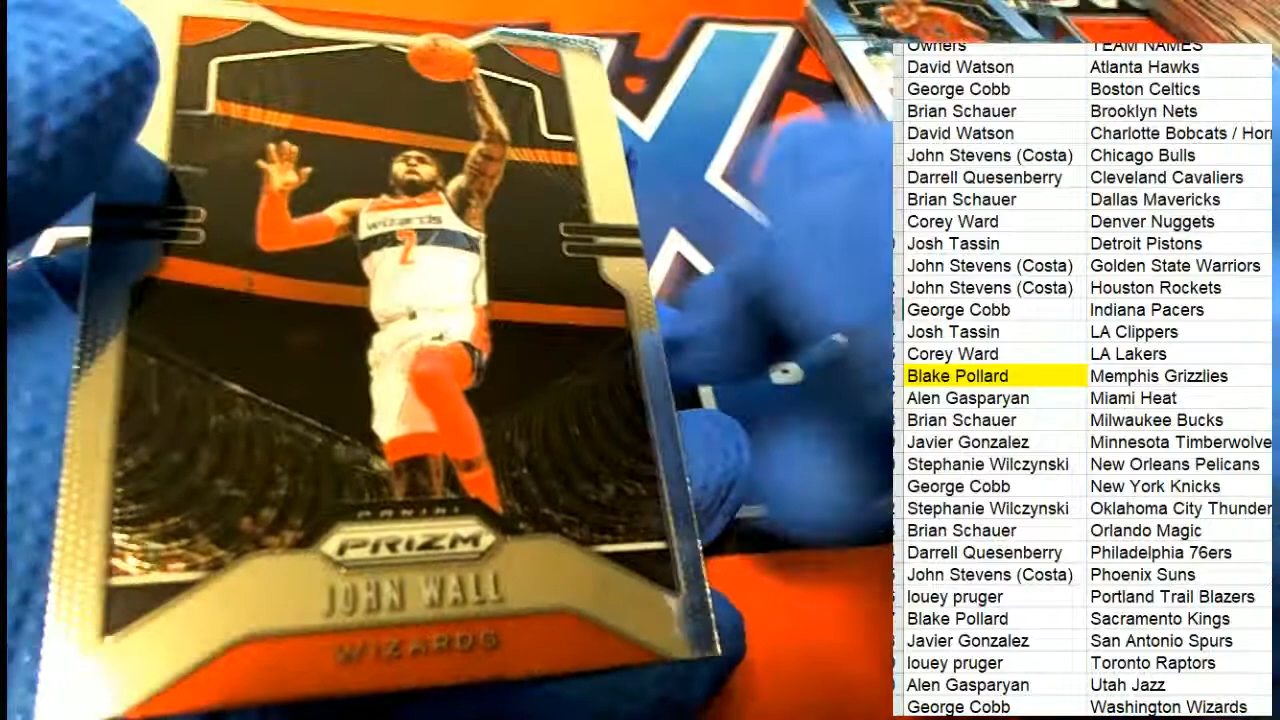 wizards
2
PANINI
PRIZM
JOHN WALL
WIZARDS
Owners TEAM NAMES
David Watson Atlanta Hawks
George Cobb Boston Celtics
Brian Schauer Brooklyn Nets
David Watson Charlotte Bobcats / Horr
John Stevens (Costa) Chicago Bulls
Darrell Quesenberry Cleveland Cavaliers
Brian Schauer Dallas Mavericks
Corey Ward Denver Nuggets
Josh Tassin Detroit Pistons
John Stevens (Costa) Golden State Warriors
John Stevens (Costa) Houston Rockets
George Cobb Indiana Pacers
Josh Tassin LA Clippers
Corey Ward LA Lakers
Blake Pollard Memphis Grizzlies
Alen Gasparyan Miami Heat
Brian Schauer Milwaukee Bucks
Javier Gonzalez Minnesota Timberwolve
Stephanie Wilczynski New Orleans Pelicans
George Cobb New York Knicks
Stephanie Wilczynski Oklahoma City Thunder
Brian Schauer Orlando Magic
Darrell Quesenberry Philadelphia 76ers
John Stevens (Costa) Phoenix Suns
louey pruger Portland Trail Blazers
Blake Pollard Sacramento Kings
Javier Gonzalez San Antonio Spurs
louey pruger Toronto Raptors
Alen Gasparyan Utah Jazz
George Cobb Washington Wizards